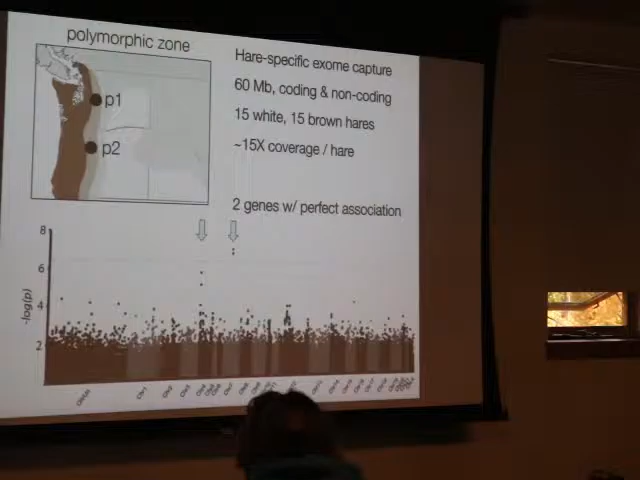 polymorphic zone
p1
p2
Hare-specific exome capture
60 Mb, coding & non-coding
15 white, 15 brown hares
~15X coverage / hare
2 genes w/ perfect association
8
6
4
2
-log(p)